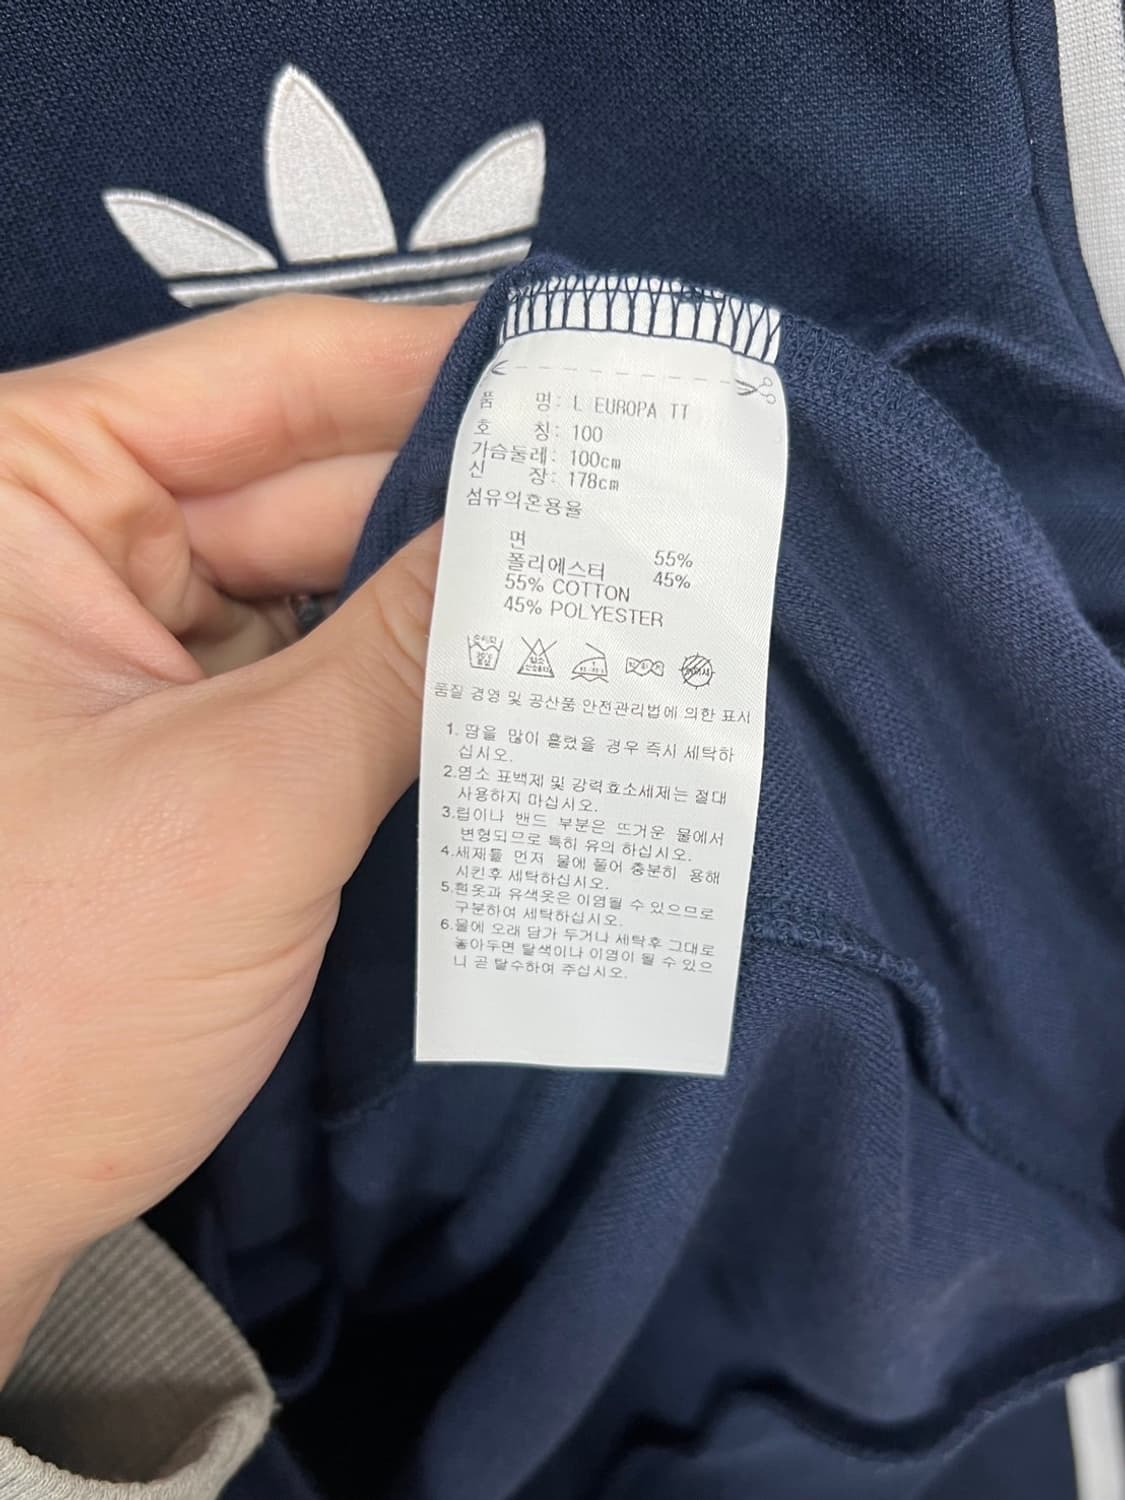 품 명: L EUROPA TT
호 칭: 100
가슴둘레: 100cm
신 장: 178cm
섬유의혼용율
면 55%
폴리에스터 45%
55% COTTON
45% POLYESTER
품질 경영 및 공산품 안전관리법에 의한 표시
1. 땀을 많이 흘렸을 경우 즉시 세탁하
십시오.
2.염소 표백제 및 강력효소세제는 절대
사용하지 마십시오.
3.립이나 밴드 부분은 뜨거운 물에서
변형되므로 특히 유의 하십시오.
4.세제를 먼저 물에 풀어 충분히 용해
시킨후 세탁하십시오.
5.흰옷과 유색옷은 이염될 수 있으므로
구분하여 세탁하십시오.
6.물에 오래 담가 두거나 세탁후 그대로
놓아두면 탈색이나 이염이 될 수 있으
니 곧 탈수하여 주십시오.